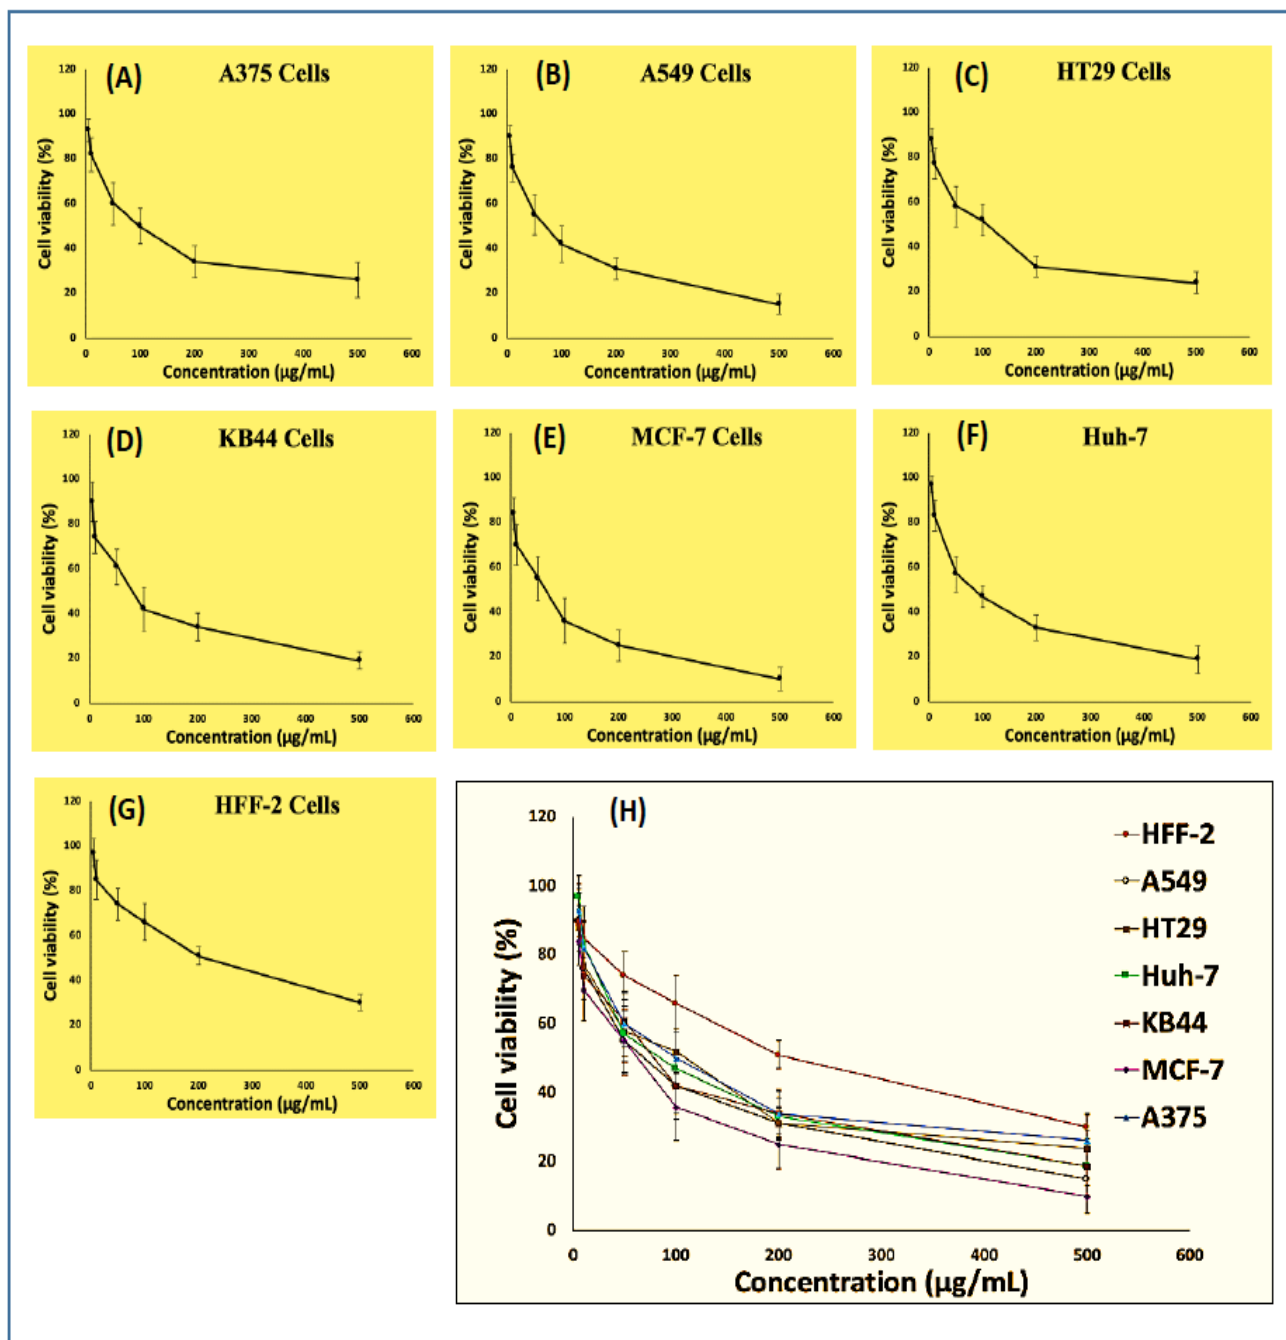 (A) A375 Cells
120
100
80
60
40
20
0
Cell viability (%)
0 100 200 300 400 500 600
Concentration (µg/mL)
(B) A549 Cells
120
100
80
60
40
20
0
Cell viability (%)
0 100 200 300 400 500 600
Concentration (µg/mL)
(C) HT29 Cells
120
100
80
60
40
20
0
Cell viability (%)
0 100 200 300 400 500 600
Concentration (µg/mL)
(D) KB44 Cells
120
100
80
60
40
20
0
Cell viability (%)
0 100 200 300 400 500 600
Concentration (µg/mL)
(E) MCF-7 Cells
120
100
80
60
40
20
0
Cell viability (%)
0 100 200 300 400 500 600
Concentration (µg/mL)
(F) Huh-7
120
100
80
60
40
20
0
Cell viability (%)
0 100 200 300 400 500 600
Concentration (µg/mL)
(G) HFF-2 Cells
120
100
80
60
40
20
0
Cell viability (%)
0 100 200 300 400 500 600
Concentration (µg/mL)
(H)
120
100
80
60
40
20
0
Cell viability (%)
0 100 200 300 400 500 600
Concentration (µg/mL)
HFF-2
A549
HT29
Huh-7
KB44
MCF-7
A375